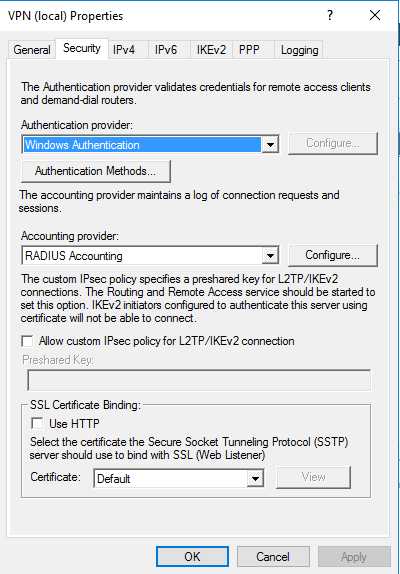 VPN (local) Properties
?
General Security IPv4 IPv6 IKEv2 PPP Logging
The Authentication provider validates credentials for remote access clients
and demand-dial routers.
Authentication provider:
Windows Authentication
Configure...
Authentication Methods...
The accounting provider maintains a log of connection requests and
sessions.
Accounting provider:
RADIUS Accounting
Configure...
The custom IPsec policy specifies a preshared key for L2TP/IKEv2
connections. The Routing and Remote Access service should be started to
set this option. IKEv2 initiators configured to authenticate this server using
certificate will not be able to connect.
Allow custom IPsec policy for L2TP/IKEv2 connection
Preshared Key:
SSL Certificate Binding:
Use HTTP
Select the certificate the Secure Socket Tunneling Protocol (SSTP)
server should use to bind with SSL (Web Listener)
Certificate: Default View
OK Cancel Apply